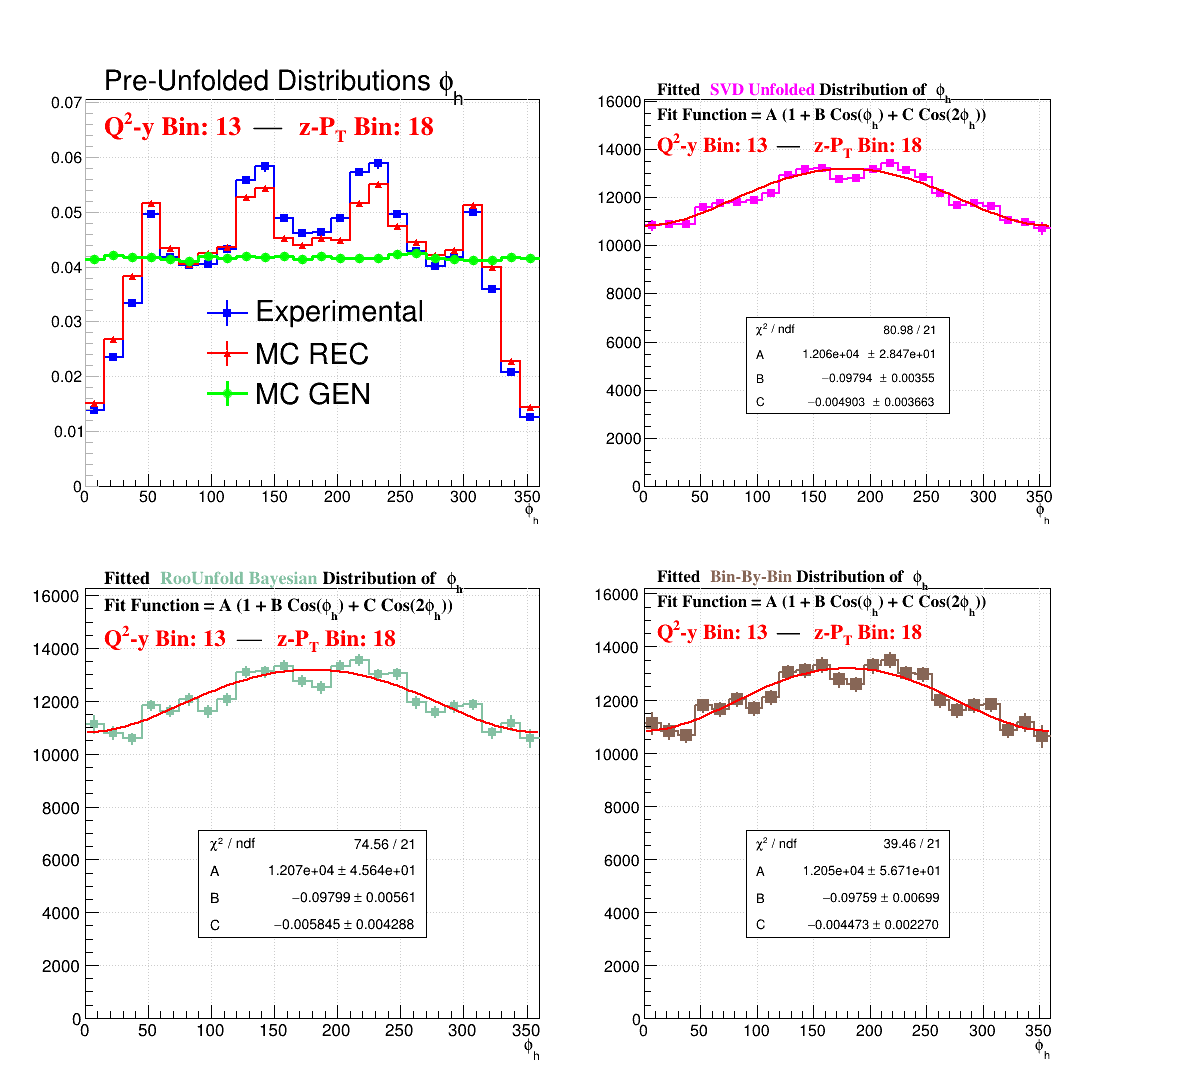 Pre-Unfolded Distributions ϕh
Q²-y Bin: 13 — z-PT Bin: 18
0.07
0.06
0.05
0.04
0.03
0.02
0.01
0
Experimental
MC REC
MC GEN
0 50 100 150 200 250 300 350
ϕh
Fitted SVD Unfolded Distribution of ϕh
Fit Function = A (1 + B Cos(ϕh) + C Cos(2ϕh))
Q²-y Bin: 13 — z-PT Bin: 18
16000
14000
12000
10000
8000
6000
4000
2000
0
χ² / ndf 80.98 / 21
A 1.206e+04 ± 2.847e+01
B −0.09794 ± 0.00355
C −0.004903 ± 0.003663
0 50 100 150 200 250 300 350
ϕh
Fitted RooUnfold Bayesian Distribution of ϕh
Fit Function = A (1 + B Cos(ϕh) + C Cos(2ϕh))
Q²-y Bin: 13 — z-PT Bin: 18
16000
14000
12000
10000
8000
6000
4000
2000
0
χ² / ndf 74.56 / 21
A 1.207e+04 ± 4.564e+01
B −0.09799 ± 0.00561
C −0.005845 ± 0.004288
0 50 100 150 200 250 300 350
ϕh
Fitted Bin-By-Bin Distribution of ϕh
Fit Function = A (1 + B Cos(ϕh) + C Cos(2ϕh))
Q²-y Bin: 13 — z-PT Bin: 18
16000
14000
12000
10000
8000
6000
4000
2000
0
χ² / ndf 39.46 / 21
A 1.205e+04 ± 5.671e+01
B −0.09759 ± 0.00699
C −0.004473 ± 0.002270
0 50 100 150 200 250 300 350
ϕh